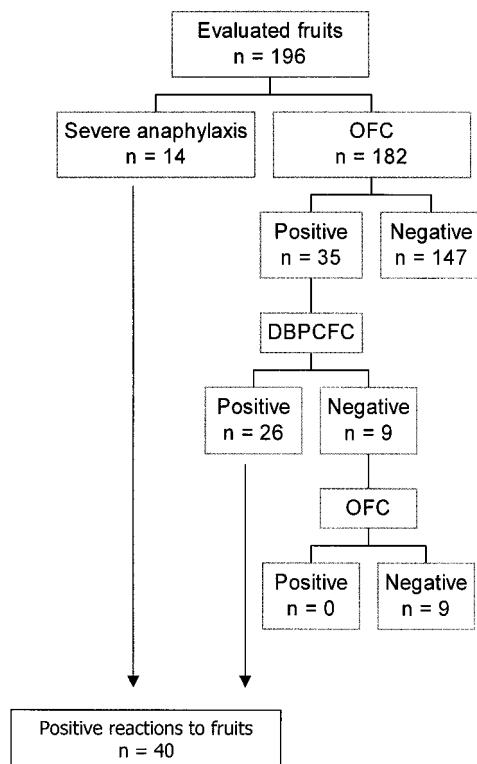 Evaluated fruits
n = 196
Severe anaphylaxis
n = 14
OFC
n = 182
Positive
n = 35
Negative
n = 147
DBPCFC
Positive
n = 26
Negative
n = 9
OFC
Positive
n = 0
Negative
n = 9
Positive reactions to fruits
n = 40